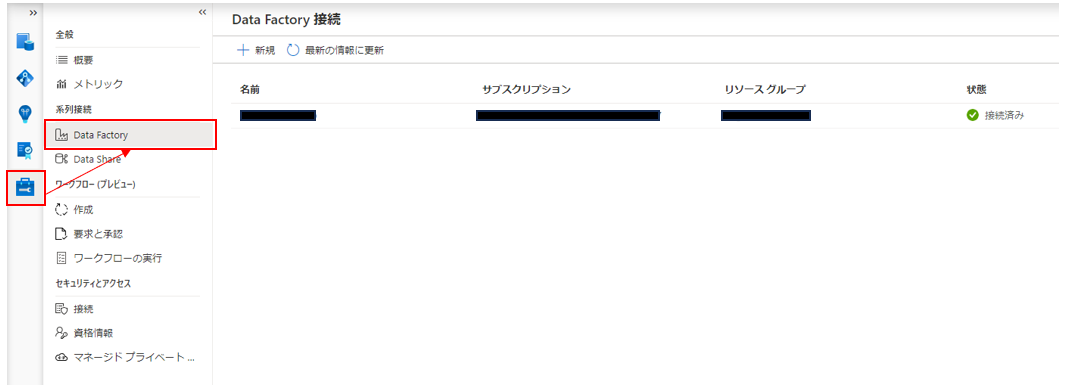 全般
概要
メトリック
系列接続
Data Factory
Data Share
ワークフロー (プレビュー)
作成
要求と承認
ワークフローの実行
セキュリティとアクセス
接続
資格情報
マネージド プライベート ...
Data Factory 接続
新規 最新の情報に更新
名前 サブスクリプション リソース グループ 状態
接続済み